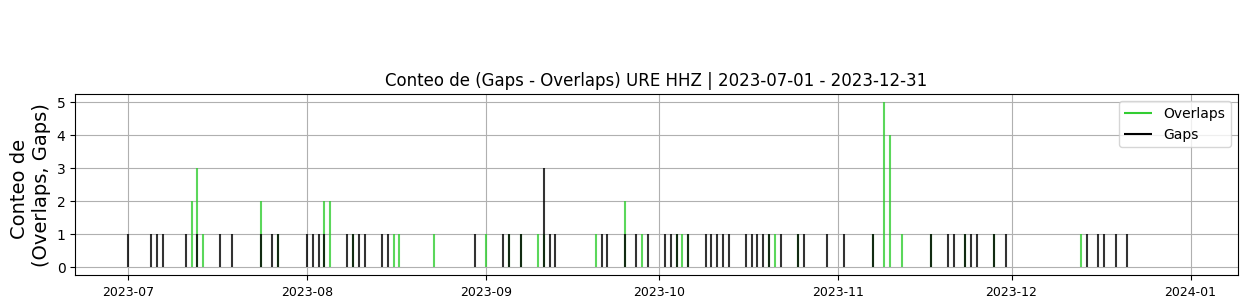 Conteo de (Gaps - Overlaps) URE HHZ | 2023-07-01 - 2023-12-31
Conteo de
(Overlaps, Gaps)
5
4
3
2
1
0
Overlaps
Gaps
2023-07
2023-08
2023-09
2023-10
2023-11
2023-12
2024-01